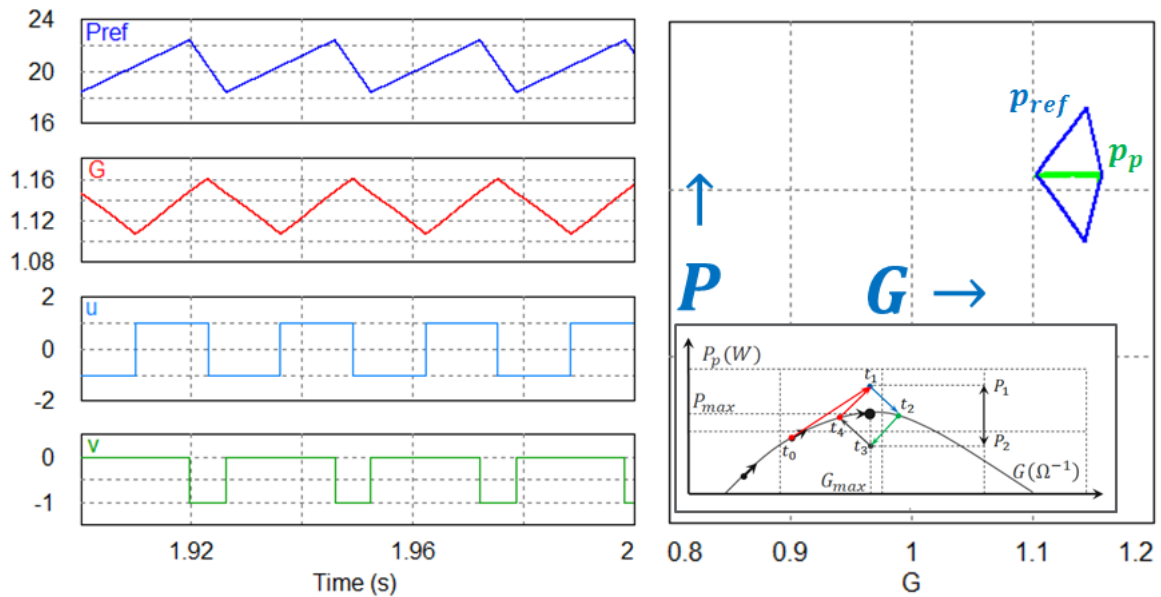 Pref
24
20
16
G
1.16
1.12
1.08
u
2
0
-2
v
0
-1
1.92 1.96 2
Time (s)
p_ref
p_p
↑
P
G →
P_p(W)
t_1
P_1
P_max
t_2
t_4
t_0
t_3
P_2
G_max
G(Ω⁻¹)
0.8 0.9 1 1.1 1.2
G